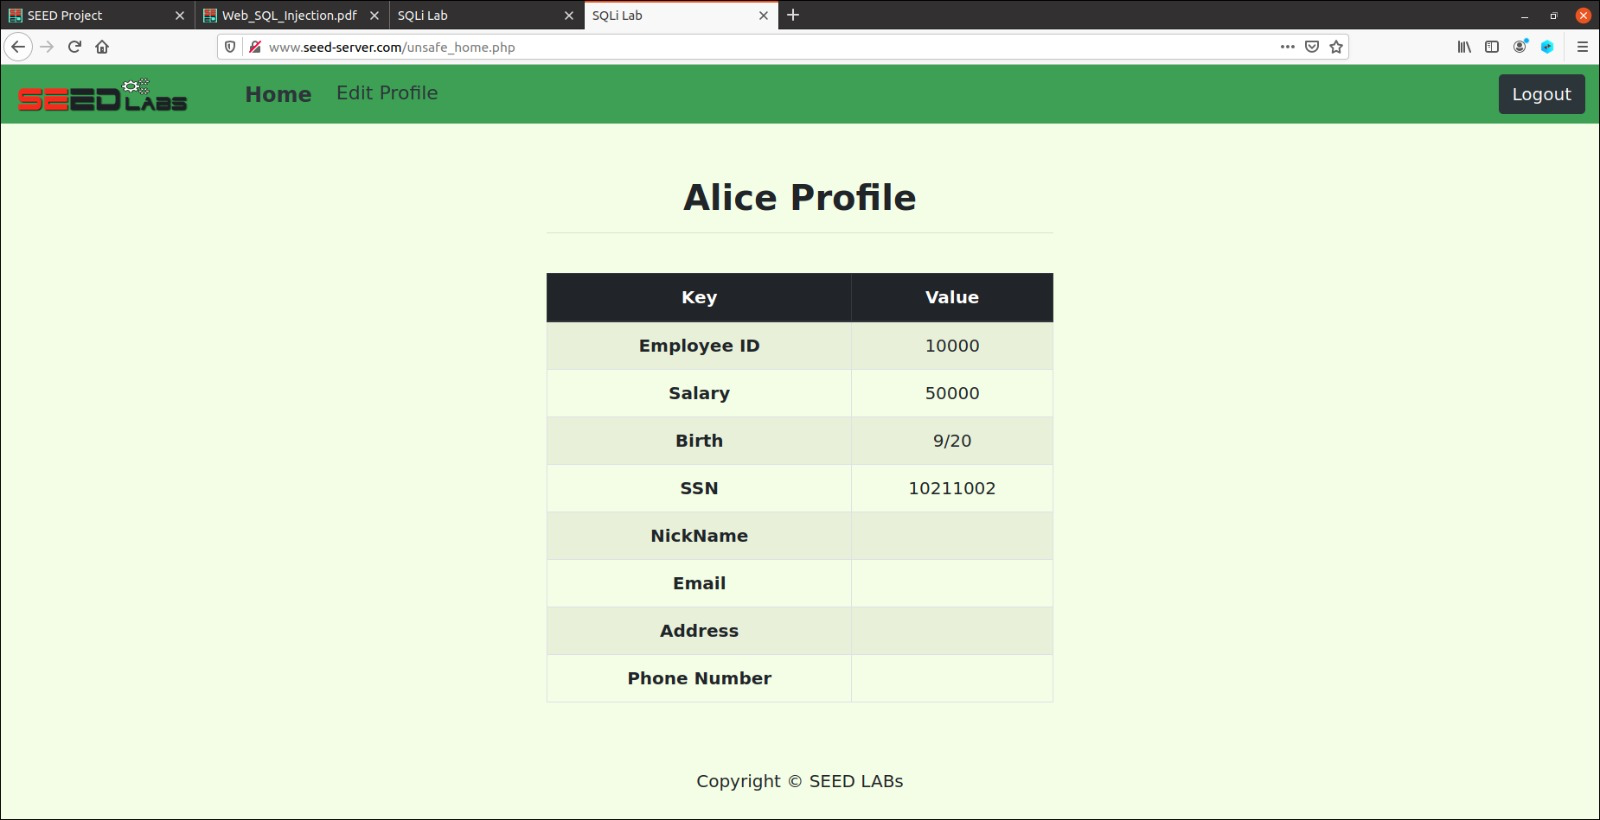 SEED Project
Web_SQL_Injection.pdf
SQLi Lab
SQLi Lab
www.seed-server.com/unsafe_home.php
SEED LABS
Home
Edit Profile
Logout
Alice Profile
Key Value
Employee ID 10000
Salary 50000
Birth 9/20
SSN 10211002
NickName
Email
Address
Phone Number
Copyright © SEED LABs